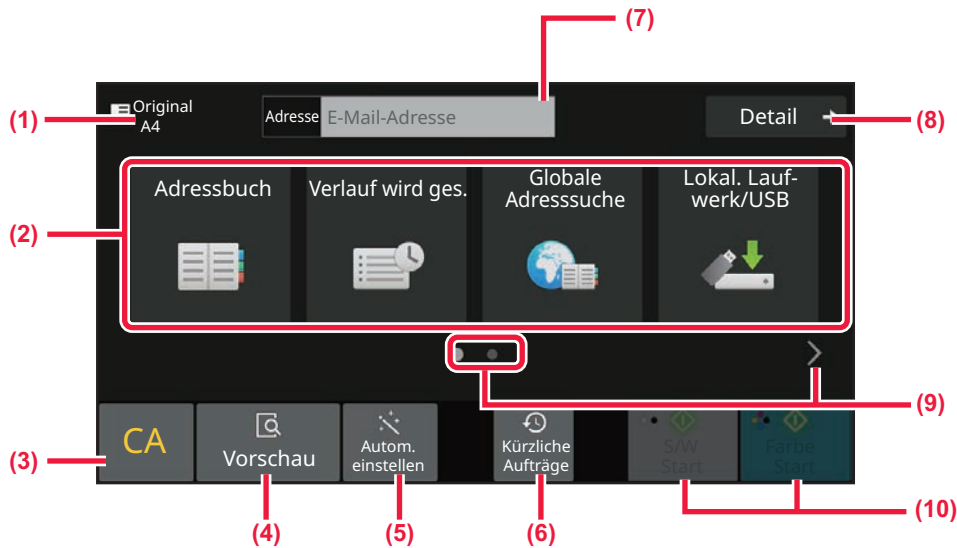 (7)
(1)
Original
A4
Adresse
E-Mail-Adresse
Detail
(8)
(2)
Adressbuch
Verlauf wird ges.
Globale
Adresssuche
Lokal. Lauf-
werk/USB
(9)
(3)
CA
Vorschau
Autom.
einstellen
Kürzliche
Aufträge
S/W
Start
Farbe
Start
(4)
(5)
(6)
(10)